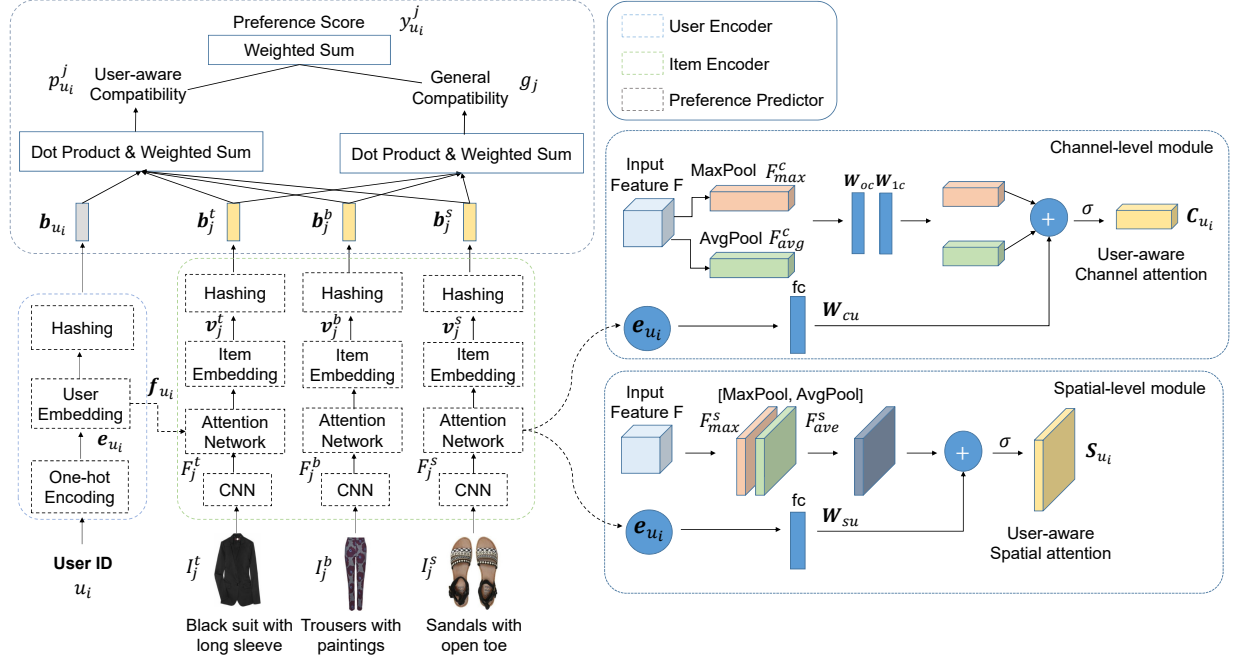 Preference Score y_{u_i}^j
Weighted Sum
p_{u_i}^j
User-aware
Compatibility
General
Compatibility
g_j
Dot Product & Weighted Sum
Dot Product & Weighted Sum
b_{u_i}
b_j^t
b_j^b
b_j^s
Hashing
Hashing
Hashing
Hashing
v_j^t
v_j^b
v_j^s
User
Embedding
Item
Embedding
Item
Embedding
Item
Embedding
f_{u_i}
e_{u_i}
Attention
Network
Attention
Network
Attention
Network
F_j^t
F_j^b
F_j^s
One-hot
Encoding
CNN
CNN
CNN
User ID
u_i
I_j^t
I_j^b
I_j^s
Black suit with
long sleeve
Trousers with
paintings
Sandals with
open toe
User Encoder
Item Encoder
Preference Predictor
Channel-level module
Input
Feature F
MaxPool F_{max}^c
AvgPool F_{avg}^c
W_{oc} W_{1c}
+
σ
C_{u_i}
User-aware
Channel attention
e_{u_i}
fc
W_{cu}
Spatial-level module
Input
Feature F
[MaxPool, AvgPool]
F_{max}^s
F_{ave}^s
+
σ
S_{u_i}
User-aware
Spatial attention
e_{u_i}
fc
W_{su}